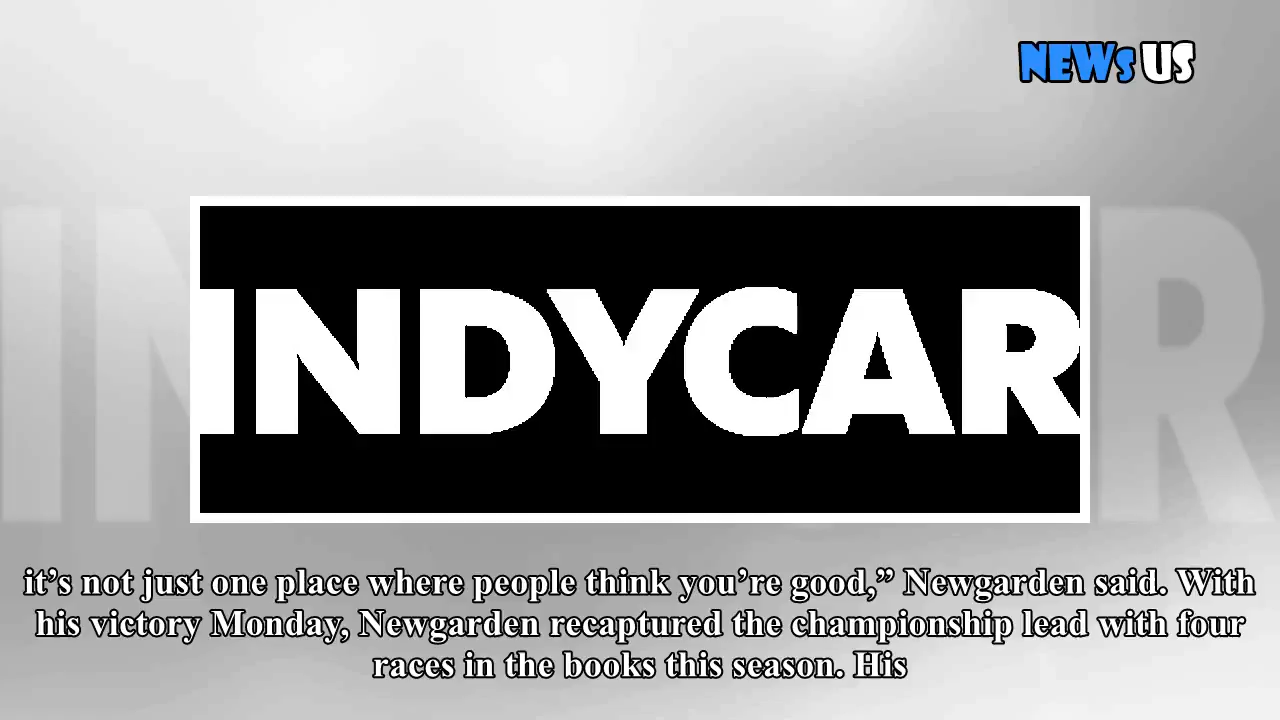 NEWs US
INDYCAR
it’s not just one place where people think you’re good,” Newgarden said. With
his victory Monday, Newgarden recaptured the championship lead with four
races in the books this season. His